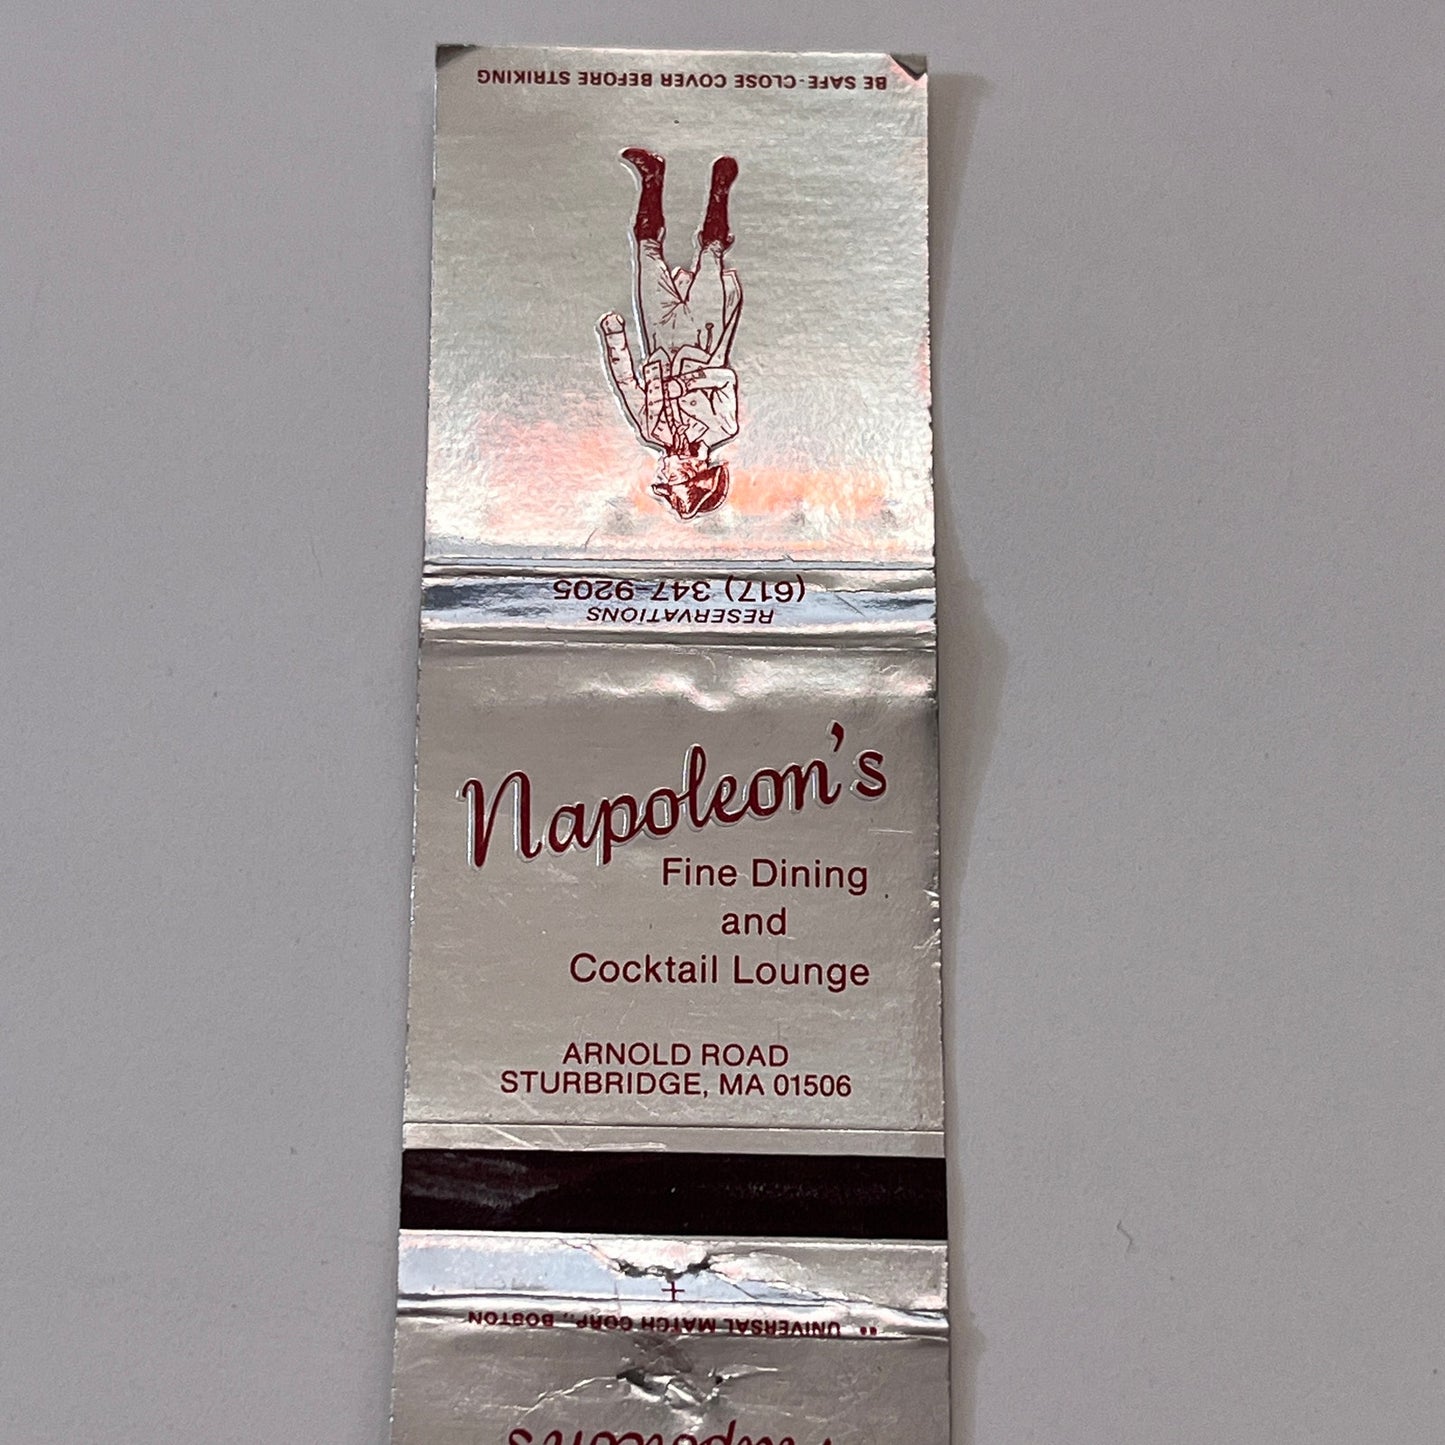 BE SAFE-CLOSE COVER BEFORE STRIKING
RESERVATIONS
(617) 347-9205
Napoleon's
Fine Dining
and
Cocktail Lounge
ARNOLD ROAD
STURBRIDGE, MA 01506
UNIVERSAL MATCH CORP., BOSTON
Napoleon's